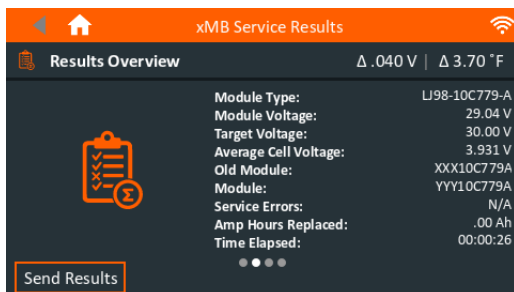 xMB Service Results
Results Overview Δ .040 V | Δ 3.70 °F
Module Type: LJ98-10C779-A
Module Voltage: 29.04 V
Target Voltage: 30.00 V
Average Cell Voltage: 3.931 V
Old Module: XXX10C779A
Module: YYY10C779A
Service Errors: N/A
Amp Hours Replaced: .00 Ah
Time Elapsed: 00:00:26
Send Results